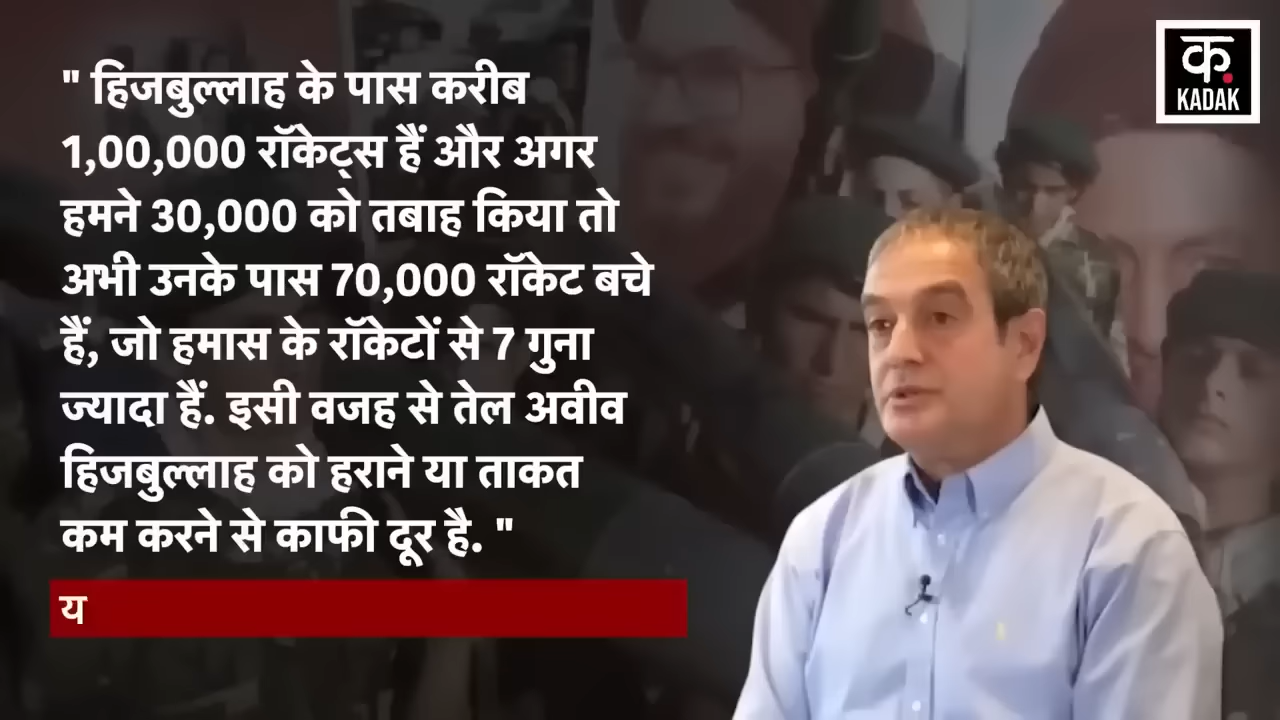 क
KADAK
" हिजबुल्लाह के पास करीब
1,00,000 रॉकेट्स हैं और अगर
हमने 30,000 को तबाह किया तो
अभी उनके पास 70,000 रॉकेट बचे
हैं, जो हमास के रॉकेटों से 7 गुना
ज्यादा हैं. इसी वजह से तेल अवीव
हिजबुल्लाह को हराने या ताकत
कम करने से काफी दूर है. "
य